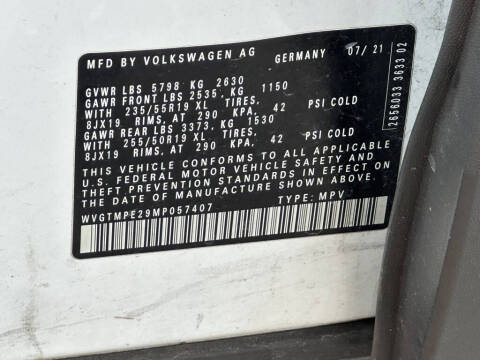 MFD BY VOLKSWAGEN AG GERMANY 07/21
GVWR LBS 5798 KG 2630
GAWR FRONT LBS 2535, KG 1150
WITH 235/55R19 XL TIRES,
8JX19 RIMS, AT 290 KPA, 42 PSI COLD
GAWR REAR LBS 3373, KG 1530
WITH 255/50R19 XL TIRES,
8JX19 RIMS, AT 290 KPA, 42 PSI COLD
THIS VEHICLE CONFORMS TO ALL APPLICABLE
U.S. FEDERAL MOTOR VEHICLE SAFETY AND
THEFT PREVENTION STANDARDS IN EFFECT ON
THE DATE OF MANUFACTURE SHOWN ABOVE.
WVGTMPE29MP057407 TYPE: MPV
2656033 3633 02